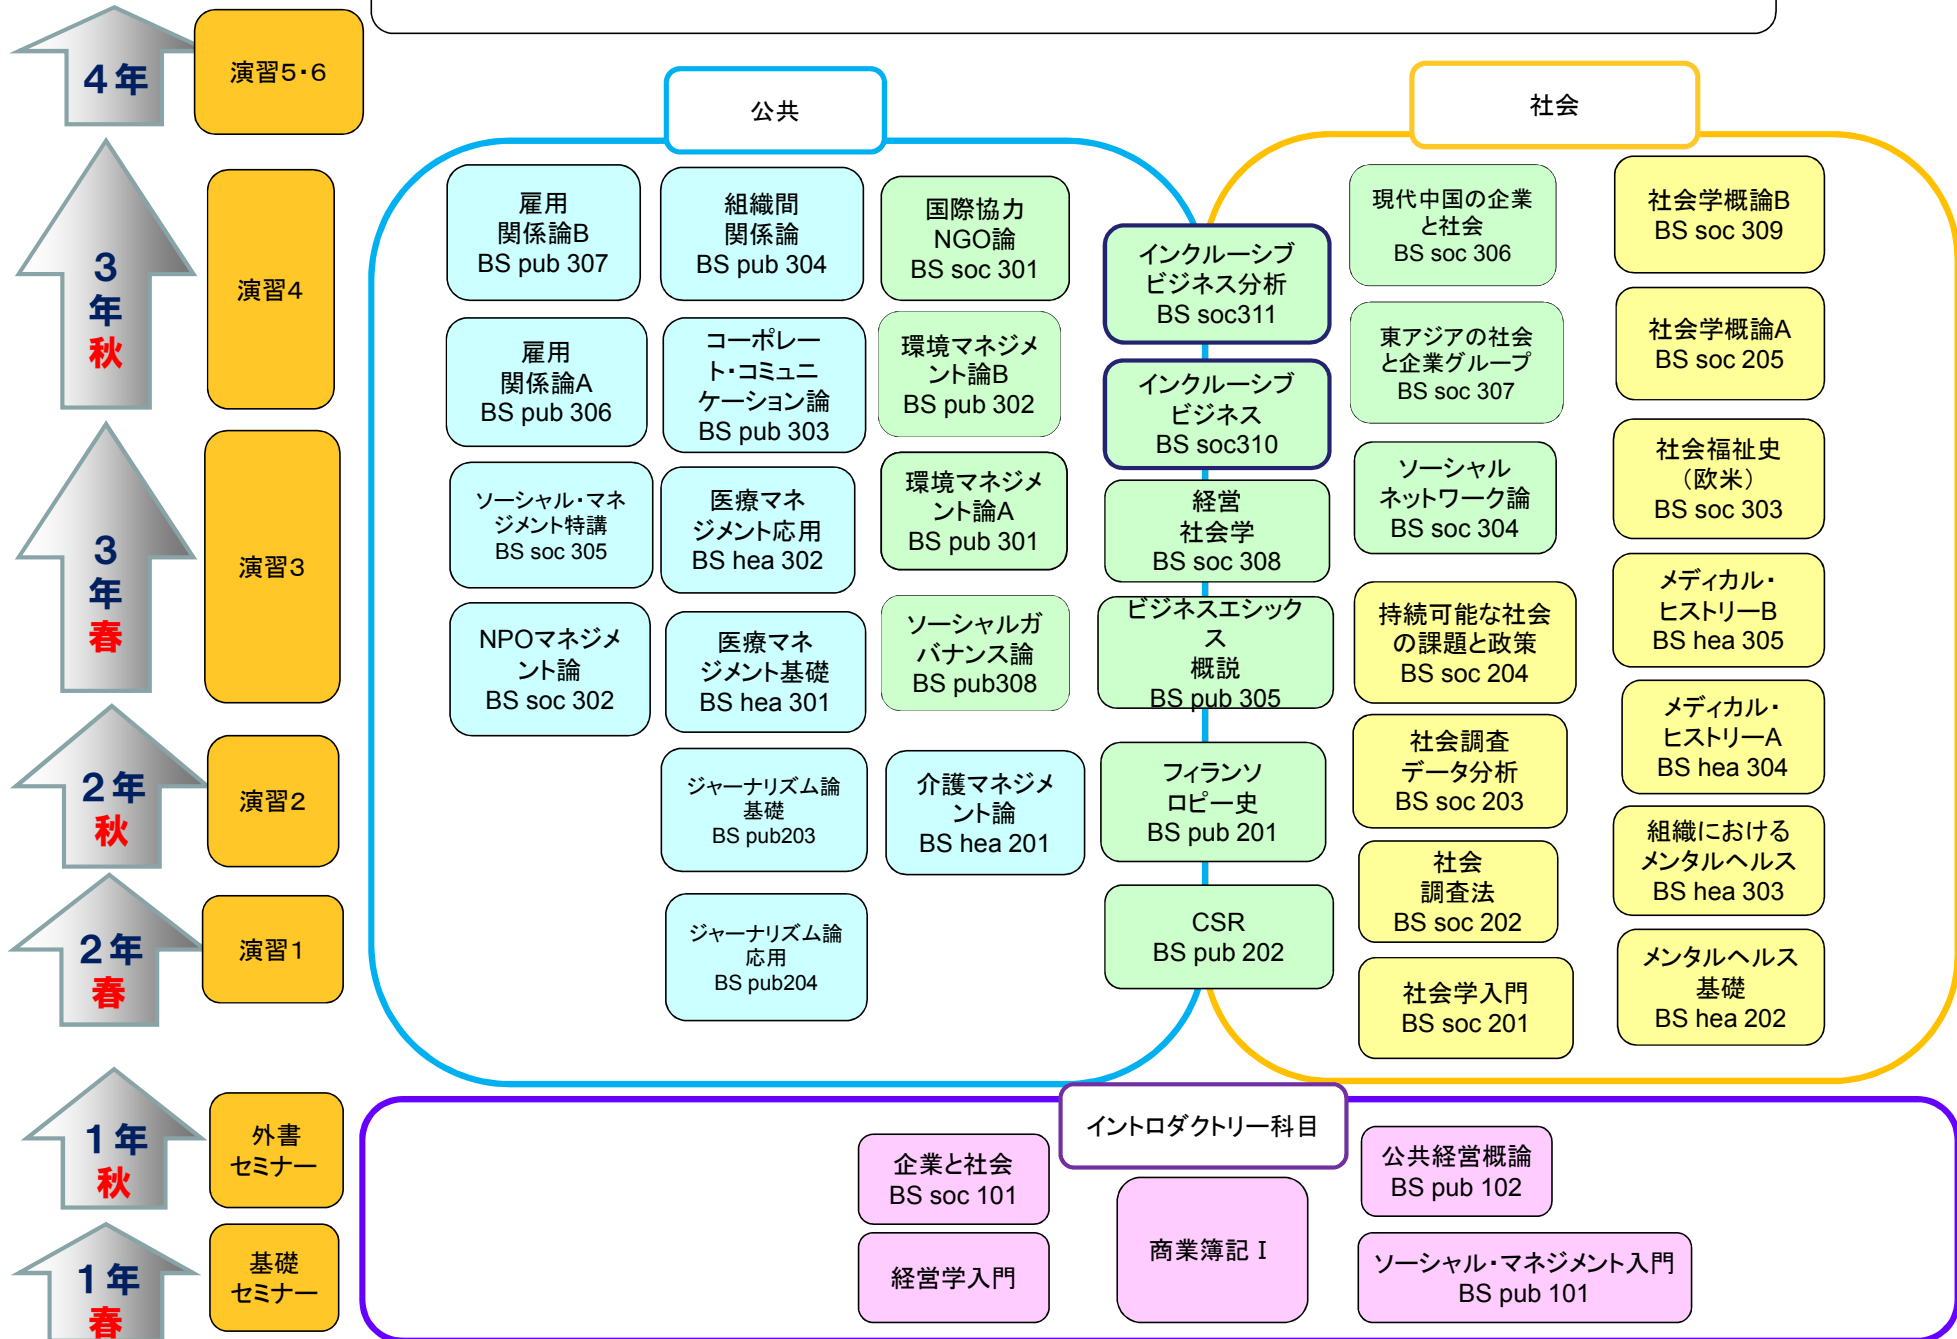 4年
演習5・6
公共
社会
3
年
秋
演習4
雇用
関係論B
BS pub 307
組織間
関係論
BS pub 304
国際協力
NGO論
BS soc 301
インクルーシブ
ビジネス分析
BS soc311
現代中国の企業
と社会
BS soc 306
社会学概論B
BS soc 309
雇用
関係論A
BS pub 306
コーポレー
ト・コミュニ
ケーション論
BS pub 303
環境マネジメ
ント論B
BS pub 302
インクルーシブ
ビジネス
BS soc310
東アジアの社会
と企業グループ
BS soc 307
社会学概論A
BS soc 205
3
年
春
演習3
ソーシャル・マネ
ジメント特講
BS soc 305
医療マネ
ジメント応用
BS hea 302
環境マネジメ
ント論A
BS pub 301
経営
社会学
BS soc 308
ソーシャル
ネットワーク論
BS soc 304
社会福祉史
（欧米）
BS soc 303
NPOマネジメ
ント論
BS soc 302
医療マネ
ジメント基礎
BS hea 301
ソーシャルガ
バナンス論
BS pub308
ビジネスエシック
ス
概説
BS pub 305
持続可能な社会
の課題と政策
BS soc 204
メディカル・
ヒストリーB
BS hea 305
メディカル・
ヒストリーA
BS hea 304
2年
秋
演習2
ジャーナリズム論
基礎
BS pub203
介護マネジメ
ント論
BS hea 201
フィランソ
ロピー史
BS pub 201
社会調査
データ分析
BS soc 203
組織における
メンタルヘルス
BS hea 303
2年
春
演習1
ジャーナリズム論
応用
BS pub204
CSR
BS pub 202
社会
調査法
BS soc 202
社会学入門
BS soc 201
メンタルヘルス
基礎
BS hea 202
イントロダクトリー科目
1年
秋
外書
セミナー
企業と社会
BS soc 101
公共経営概論
BS pub 102
商業簿記Ⅰ
1年
春
基礎
セミナー
経営学入門
ソーシャル・マネジメント入門
BS pub 101